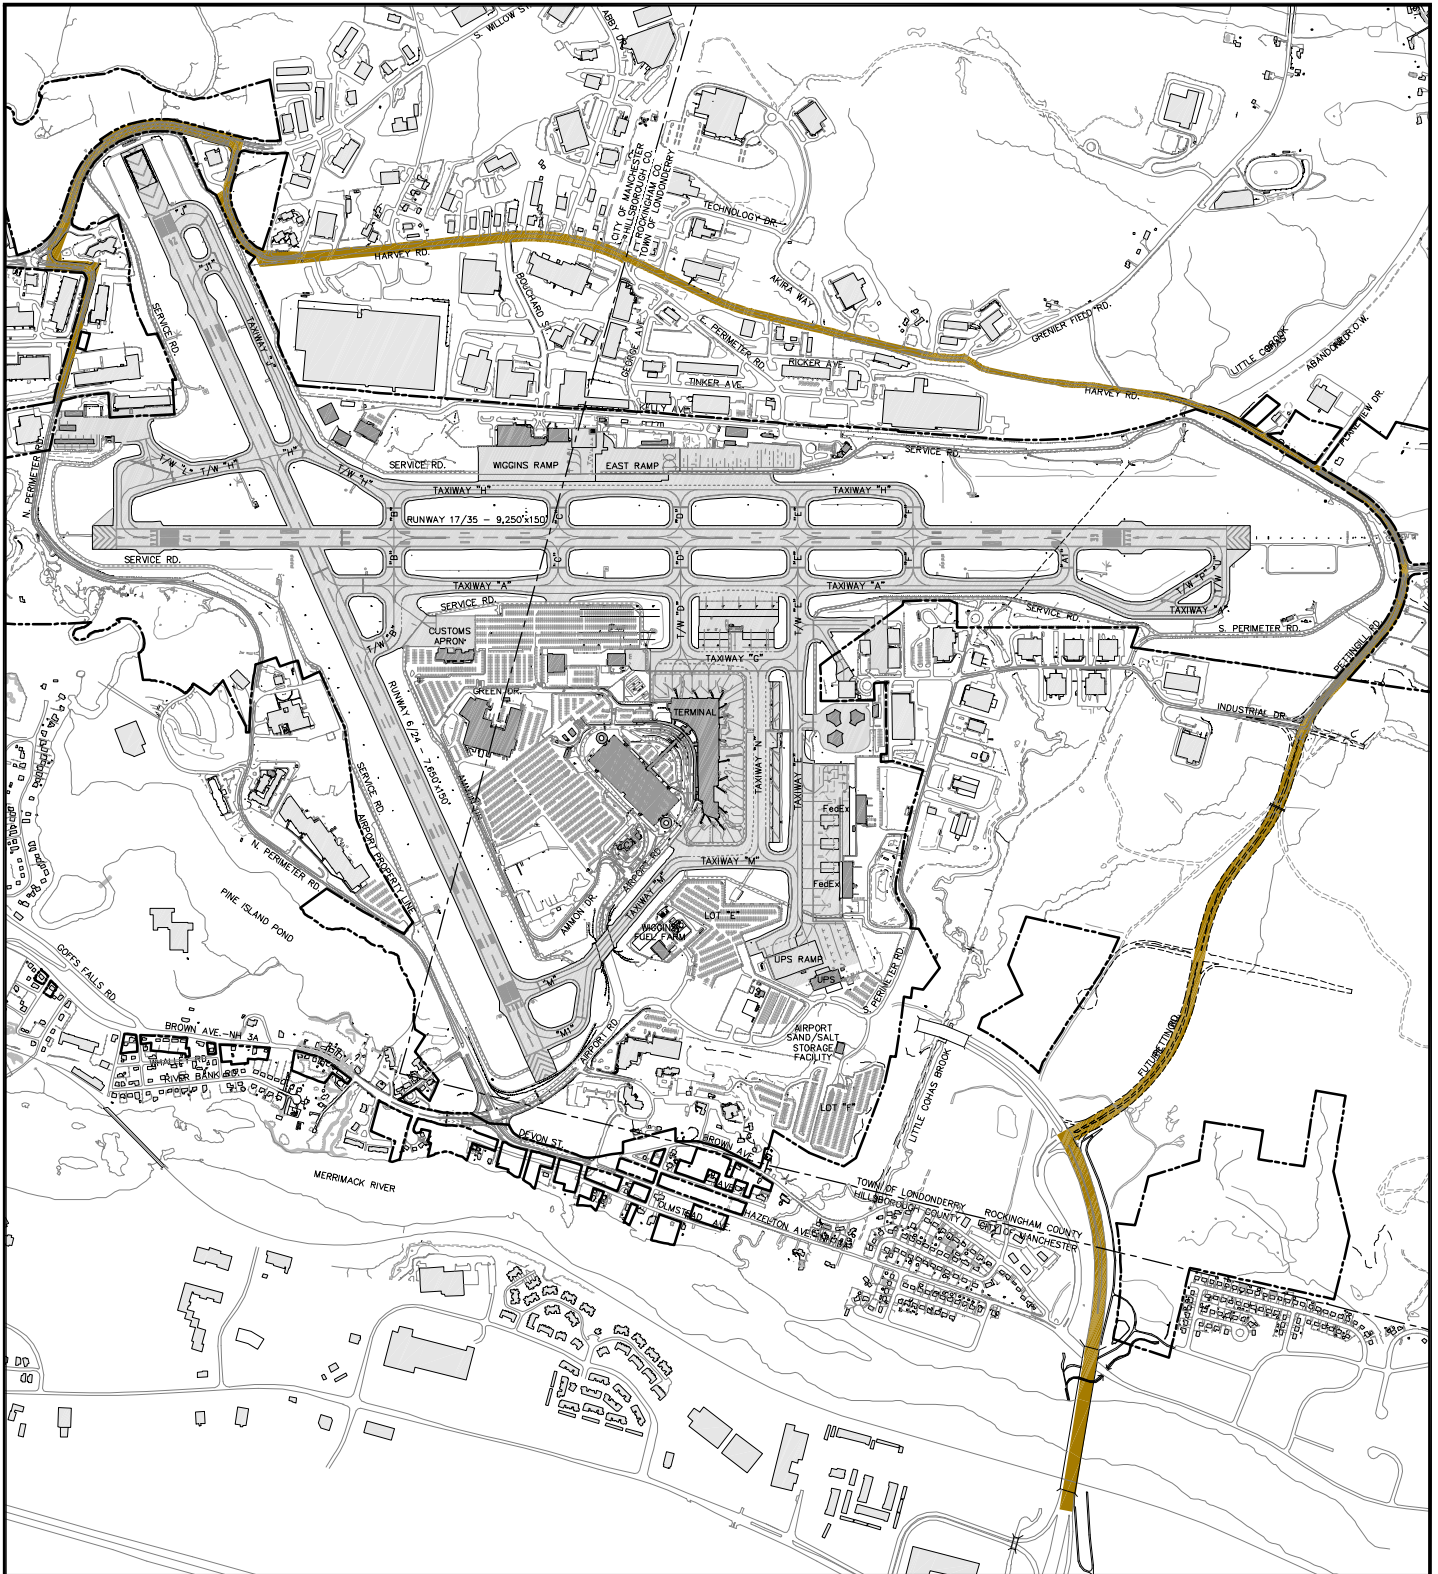 S. WILLOW ST
ABBY DR.
CITY OF MANCHESTER
HILLSBOROUGH CO.
ROCKINGHAM CO.
TOWN OF LONDONDERRY
TECHNOLOGY DR.
HARVEY RD.
BOUCHARD ST.
AKIRA WAY
GRENIER FIELD RD.
LITTLE COHAS BROOK
ABANDONED R.O.W.
SERVICE RD.
TAXIWAY "J"
"J"
"J1"
24
GEORGE AVE.
E. PERIMETER RD.
RICKER AVE.
TINKER AVE.
KELLY AVE.
HARVEY RD.
N. PERIMETER RD.
T/W "H"
"H"
T/W "H"
SERVICE RD.
WIGGINS RAMP
EAST RAMP
SERVICE RD.
TAXIWAY "H"
TAXIWAY "H"
RUNWAY 17/35 - 9,250'x150'
"B"
"C"
"D"
"E"
"F"
17
35
SERVICE RD.
"B"
"C"
"D"
"E"
"F"
"A1"
TAXIWAY "A"
TAXIWAY "A"
T/W "P"
T/W "J"
TAXIWAY "A"
SERVICE RD.
SERVICE RD.
S. PERIMETER RD.
T/W "B"
CUSTOMS
APRON
T/W "D"
T/W "E"
TAXIWAY "G"
PETTINGILL RD.
GREEN DR.
TERMINAL
INDUSTRIAL DR.
RUNWAY 6/24 - 7,650'x150'
TAXIWAY "N"
SERVICE RD.
AIRPORT PROPERTY LINE
FedEx
N. PERIMETER RD.
AIRPORT RD.
TAXIWAY "M"
FedEx
PINE ISLAND POND
AMMON DR.
TAXIWAY "M"
LOT "E"
WIGGINS
FUEL FARM
UPS RAMP
UPS
S. PERIMETER RD.
"M"
"M1"
6
GOFFS FALLS RD.
BROWN AVE.-NH 3A
WHALLEY RD.
RIVER BANK RD.
AIRPORT RD.
AIRPORT
SAND/SALT
STORAGE
FACILITY
LOT "F"
LITTLE COHAS BROOK
DEVON ST.
BROWN AVE.
MERRIMACK RIVER
OLMSTEAD AVE.
HAZELTON AVE.
TOWN OF LONDONDERRY
HILLSBOROUGH COUNTY
ROCKINGHAM COUNTY
CITY OF MANCHESTER